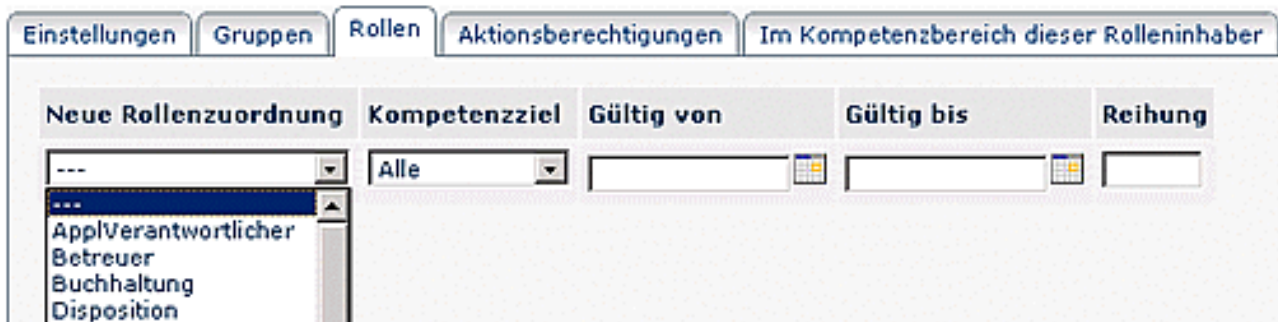 Einstellungen Gruppen Rollen Aktionsberechtigungen Im Kompetenzbereich dieser Rolleninhaber
Neue Rollenzuordnung Kompetenzziel Gültig von Gültig bis Reihung
--- Alle
---
ApplVerantwortlicher
Betreuer
Buchhaltung
Disposition